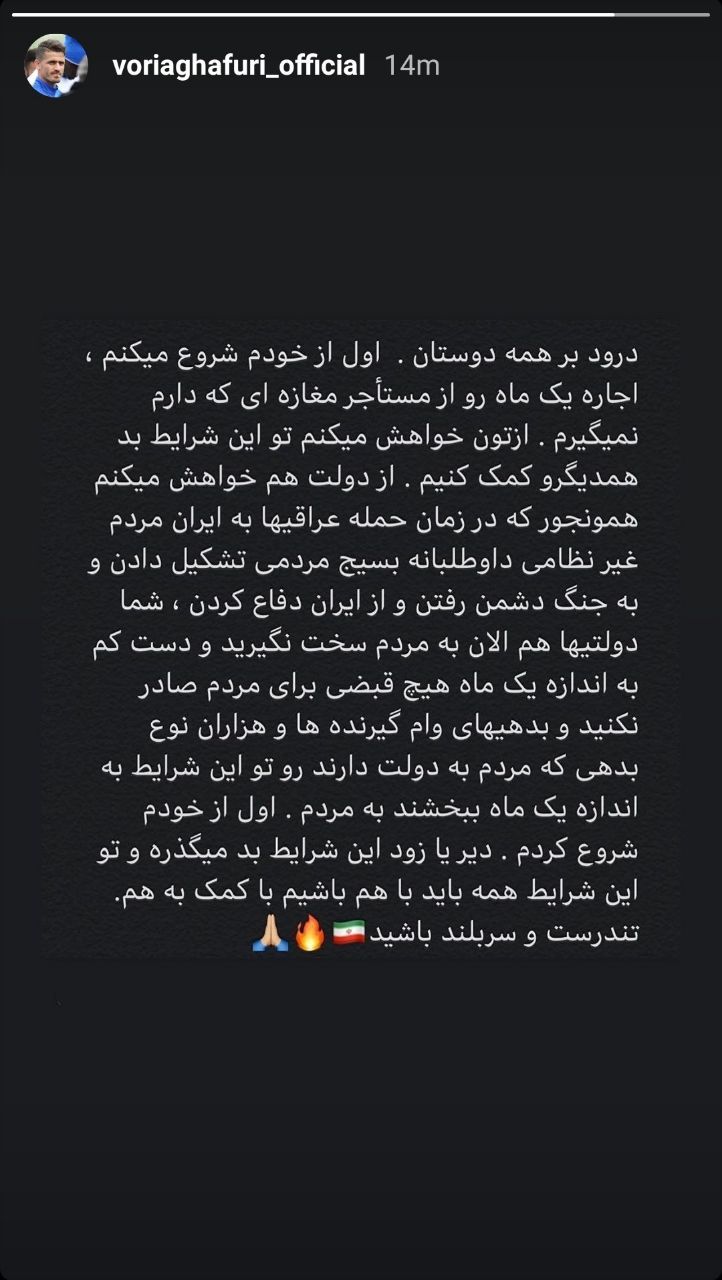 voriaghafuri_official 14m
درود بر همه دوستان . اول از خودم شروع میکنم ،
اجاره یک ماه رو از مستأجر مغازه ای که دارم
نمیگیرم . ازتون خواهش میکنم تو این شرایط بد
همدیگرو کمک کنیم . از دولت هم خواهش میکنم
همونجور که در زمان حمله عراقیها به ایران مردم
غیر نظامی داوطلبانه بسیج مردمی تشکیل دادن و
به جنگ دشمن رفتن و از ایران دفاع کردن ، شما
دولتیها هم الان به مردم سخت نگیرید و دست کم
به اندازه یک ماه هیچ قبضی برای مردم صادر
نکنید و بدهیهای وام گیرنده ها و هزاران نوع
بدهی که مردم به دولت دارند رو تو این شرایط به
اندازه یک ماه ببخشند به مردم . اول از خودم
شروع کردم . دیر یا زود این شرایط بد میگذره و تو
این شرایط همه باید با هم باشیم با کمک به هم.
تندرست و سربلند باشید🇮🇷🔥🙏🏼